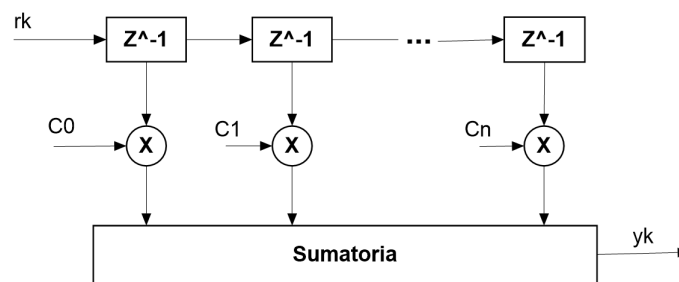 rk
Z^-1 Z^-1 ... Z^-1
C0 X C1 X Cn X
Sumatoria
yk